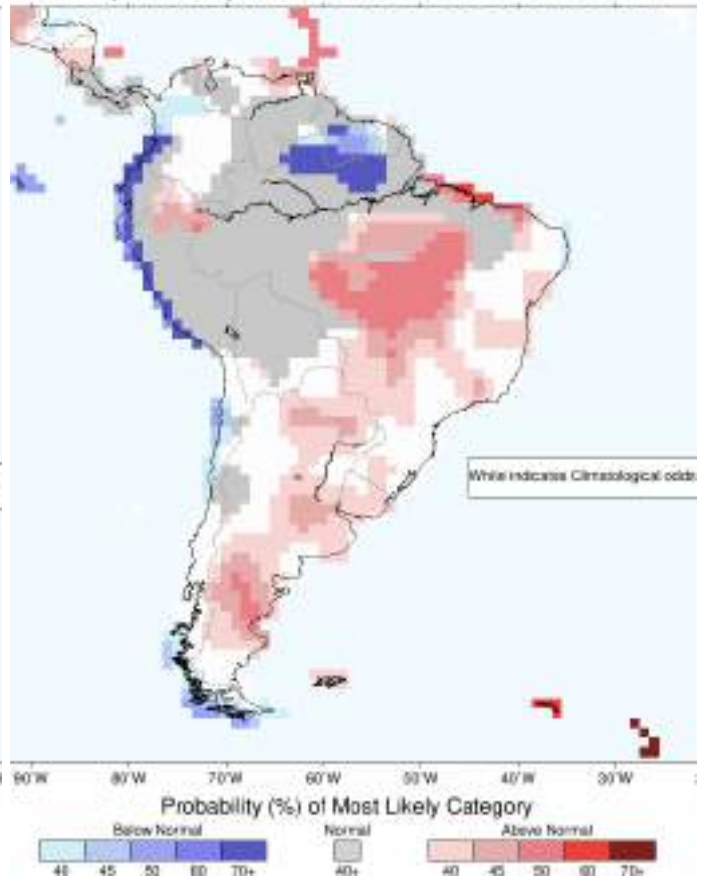 White indicates Climatological odds
90°W 80°W 70°W 60°W 50°W 40°W 30°W
Probability (%) of Most Likely Category
Below Normal Normal Above Normal
40 45 50 60 70+ 40+ 40 45 50 60 70+